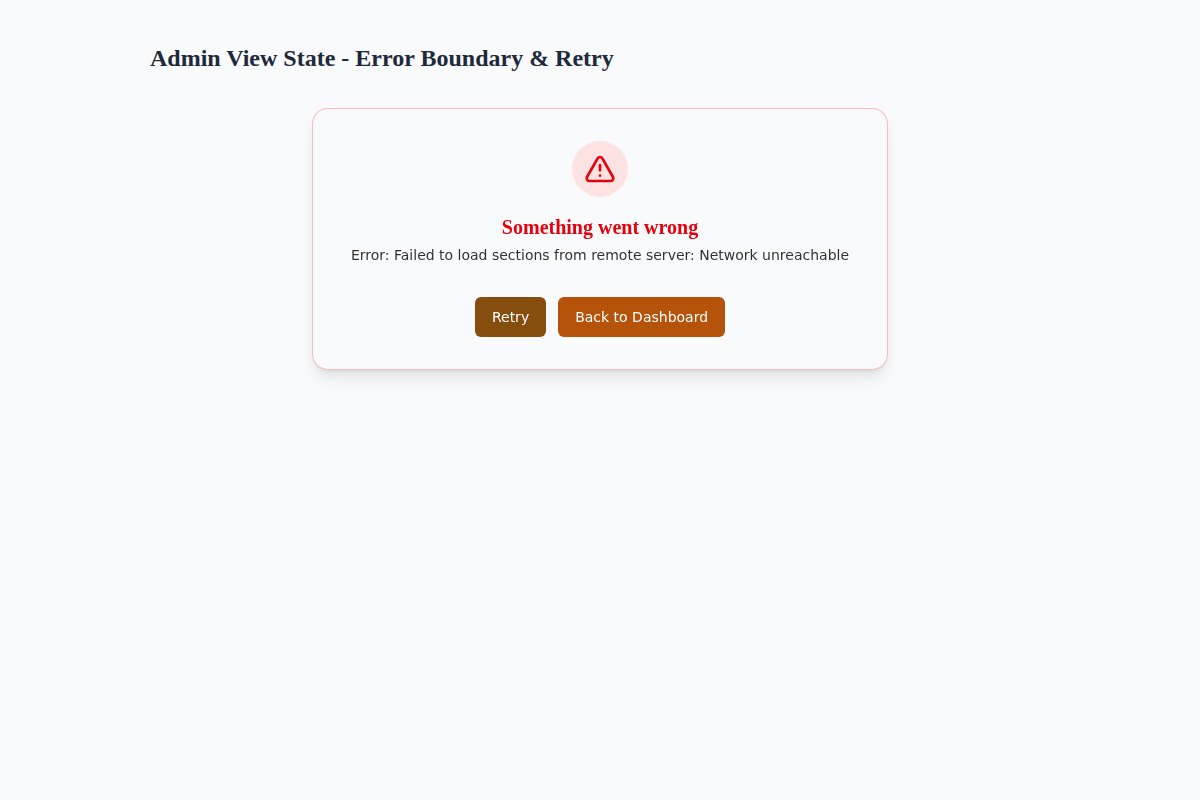 Admin View State - Error Boundary & Retry
Something went wrong
Error: Failed to load sections from remote server: Network unreachable
Retry
Back to Dashboard